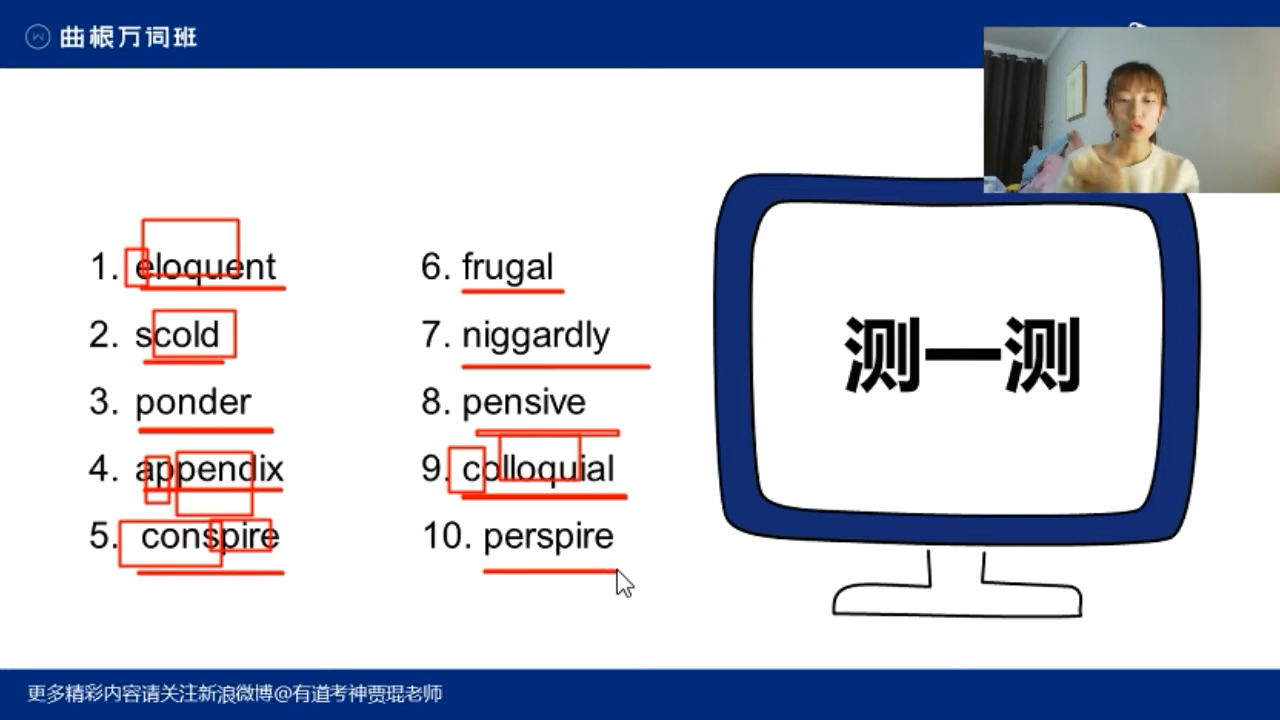 曲根万词班
1. eloquent
2. scold
3. ponder
4. appendix
5. conspire
6. frugal
7. niggardly
8. pensive
9. colloquial
10. perspire
测一测
更多精彩内容请关注新浪微博@有道考神贾琨老师